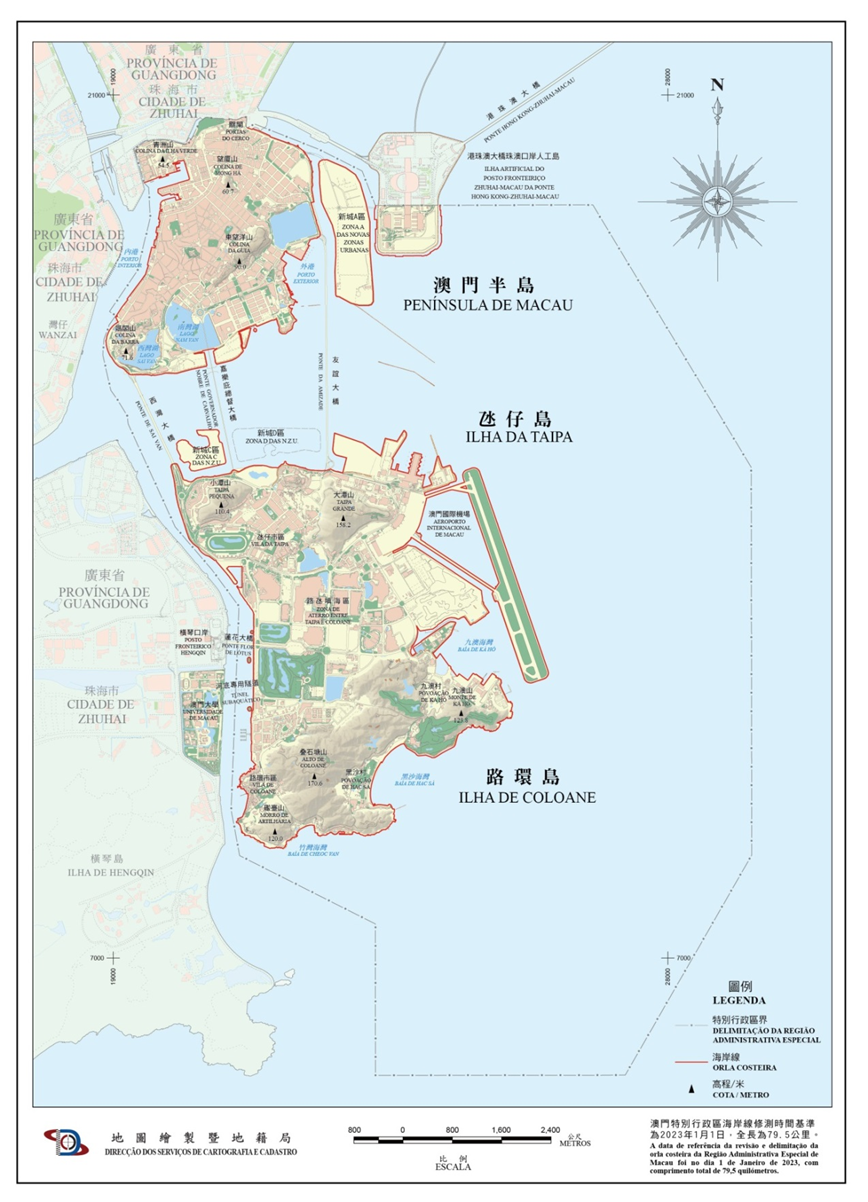 廣東省
PROVÍNCIA DE
GUANGDONG
珠海市
CIDADE DE
ZHUHAI
19000
21000
28000
21000
N
港珠澳大橋
PONTE HONG KONG-ZHUHAI-MACAU
關閘
PORTAS
DO CERCO
青洲山
COLINA DA ILHA VERDE
54.5
望廈山
COLINA DE
MONG HÁ
60.7
港珠澳大橋珠澳口岸人工島
ILHA ARTIFICIAL DO
POSTO FRONTEIRIÇO
ZHUHAI-MACAU DA PONTE
HONG KONG-ZHUHAI-MACAU
新城A區
ZONA A
DAS NOVAS
ZONAS
URBANAS
廣東省
PROVÍNCIA DE
GUANGDONG
珠海市
CIDADE DE
ZHUHAI
灣仔
WANZAI
內港
PORTO
INTERIOR
東望洋山
COLINA
DA GUIA
90.0
外港
PORTO
EXTERIOR
澳門半島
PENÍNSULA DE MACAU
西望洋山
COLINA
DA BARRA
71.6
南灣湖
LAGO
NAM VAN
西灣湖
LAGO
SAI VAN
西灣大橋
PONTE DE SAI VAN
嘉樂庇總督大橋
PONTE GOVERNADOR
NOBRE DE CARVALHO
友誼大橋
PONTE DA AMIZADE
新城C區
ZONA C
DAS N.Z.U.
新城D區
ZONA D DAS N.Z.U.
氹仔島
ILHA DA TAIPA
小潭山
TAIPA
PEQUENA
110.4
大潭山
TAIPA
GRANDE
158.2
澳門國際機場
AEROPORTO
INTERNACIONAL
DE MACAU
氹仔市區
VILA DA TAIPA
廣東省
PROVÍNCIA DE
GUANGDONG
路氹填海區
ZONA DE
ATERRO ENTRE
TAIPA E COLOANE
橫琴口岸
POSTO
FRONTEIRIÇO
HENGQIN
蓮花大橋
PONTE FLOR
DE LÓTUS
九澳海灣
BAÍA DE KÁ HÓ
珠海市
CIDADE DE
ZHUHAI
河底專用隧道
TÚNEL
SUBAQUÁTICO
澳門大學
UNIVERSIDADE
DE MACAU
九澳村
POVOAÇÃO
DE KÁ HÓ
九澳山
MONTE DE
KÁ HÓ
123.8
疊石塘山
ALTO DE
COLOANE
170.6
黑沙村
POVOAÇÃO
DE HAC SÁ
黑沙海灣
BAÍA DE HAC SÁ
路環島
ILHA DE COLOANE
路環市區
VILA DE
COLOANE
MORRO DE
ARTILHARIA
120.0
竹灣海灣
BAÍA DE CHEOC VAN
橫琴島
ILHA DE HENGQIN
7000
19000
7000
28000
圖例
LEGENDA
特別行政區界
DELIMITAÇÃO DA REGIÃO
ADMINISTRATIVA ESPECIAL
海岸線
ORLA COSTEIRA
高程/米
COTA / METRO
地圖繪製暨地籍局
DIRECÇÃO DOS SERVIÇOS DE CARTOGRAFIA E CADASTRO
800 0 800 1,600 2,400 公尺
METROS
比例
ESCALA
澳門特別行政區海岸線修測時間基準
為2023年1月1日，全長為79.5公里。
A data de referência da revisão e delimitação da
orla costeira da Região Administrativa Especial de
Macau foi no dia 1 de Janeiro de 2023, com
comprimento total de 79,5 quilómetros.